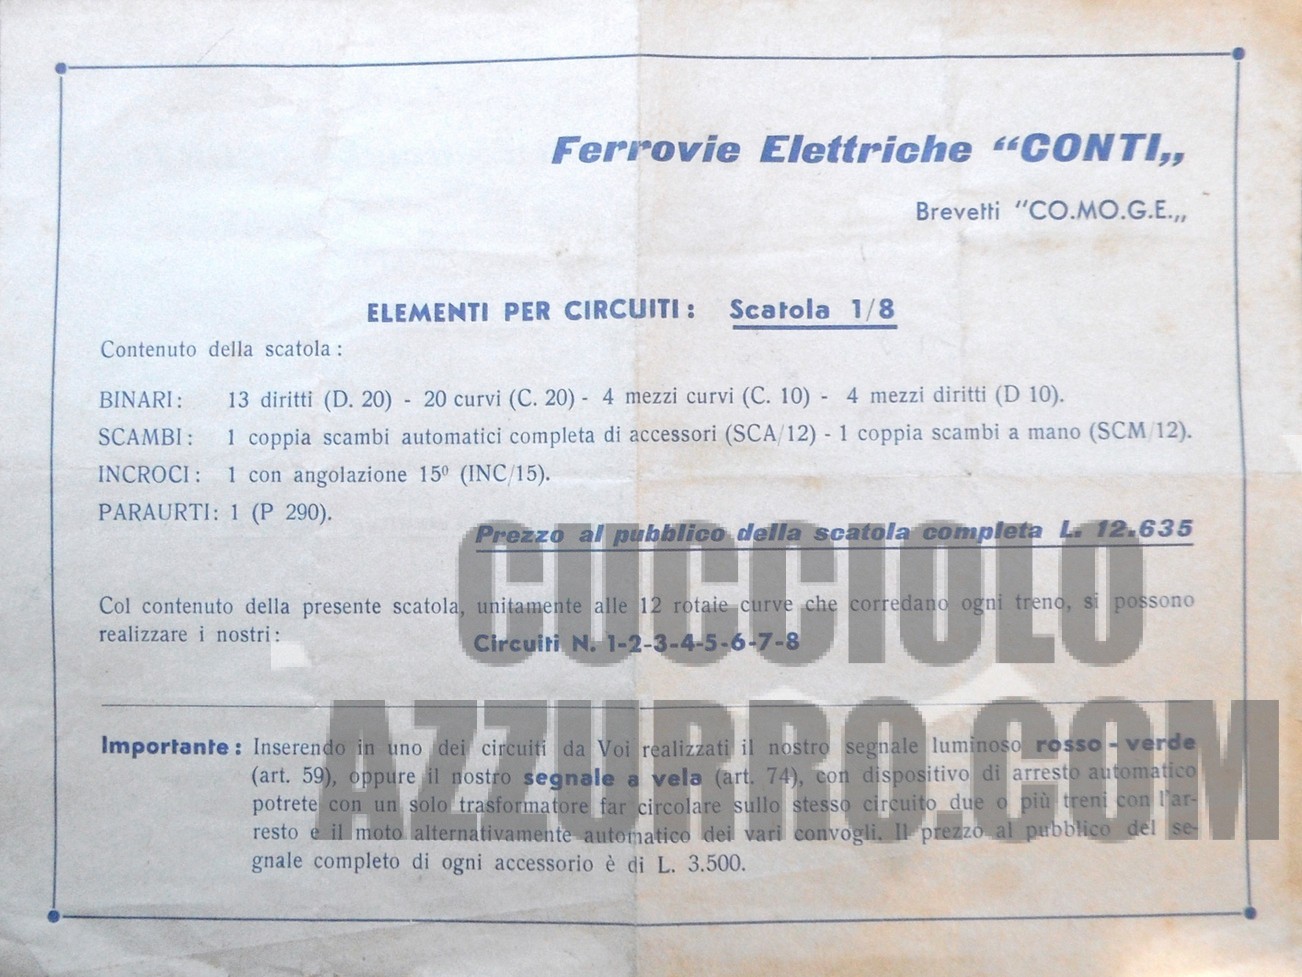 Ferrovie Elettriche “CONTI„
Brevetti “CO.MO.G.E.„
ELEMENTI PER CIRCUITI: Scatola 1/8
Contenuto della scatola:
BINARI: 13 diritti (D. 20) - 20 curvi (C. 20) - 4 mezzi curvi (C. 10) - 4 mezzi diritti (D 10).
SCAMBI: 1 coppia scambi automatici completa di accessori (SCA/12) - 1 coppia scambi a mano (SCM/12).
INCROCI: 1 con angolazione 15º (INC/15).
PARAURTI: 1 (P 290).
Prezzo al pubblico della scatola completa L. 12.635
Col contenuto della presente scatola, unitamente alle 12 rotaie curve che corredano ogni treno, si possono
realizzare i nostri:
Circuiti N. 1-2-3-4-5-6-7-8
CUCCIOLO
AZZURRO.COM
Importante: Inserendo in uno dei circuiti da Voi realizzati il nostro segnale luminoso rosso - verde
(art. 59), oppure il nostro segnale a vela (art. 74), con dispositivo di arresto automatico
potrete con un solo trasformatore far circolare sullo stesso circuito due o più treni con l'ar-
resto e il moto alternativamente automatico dei vari convogli. Il prezzo al pubblico del se-
gnale completo di ogni accessorio è di L. 3.500.